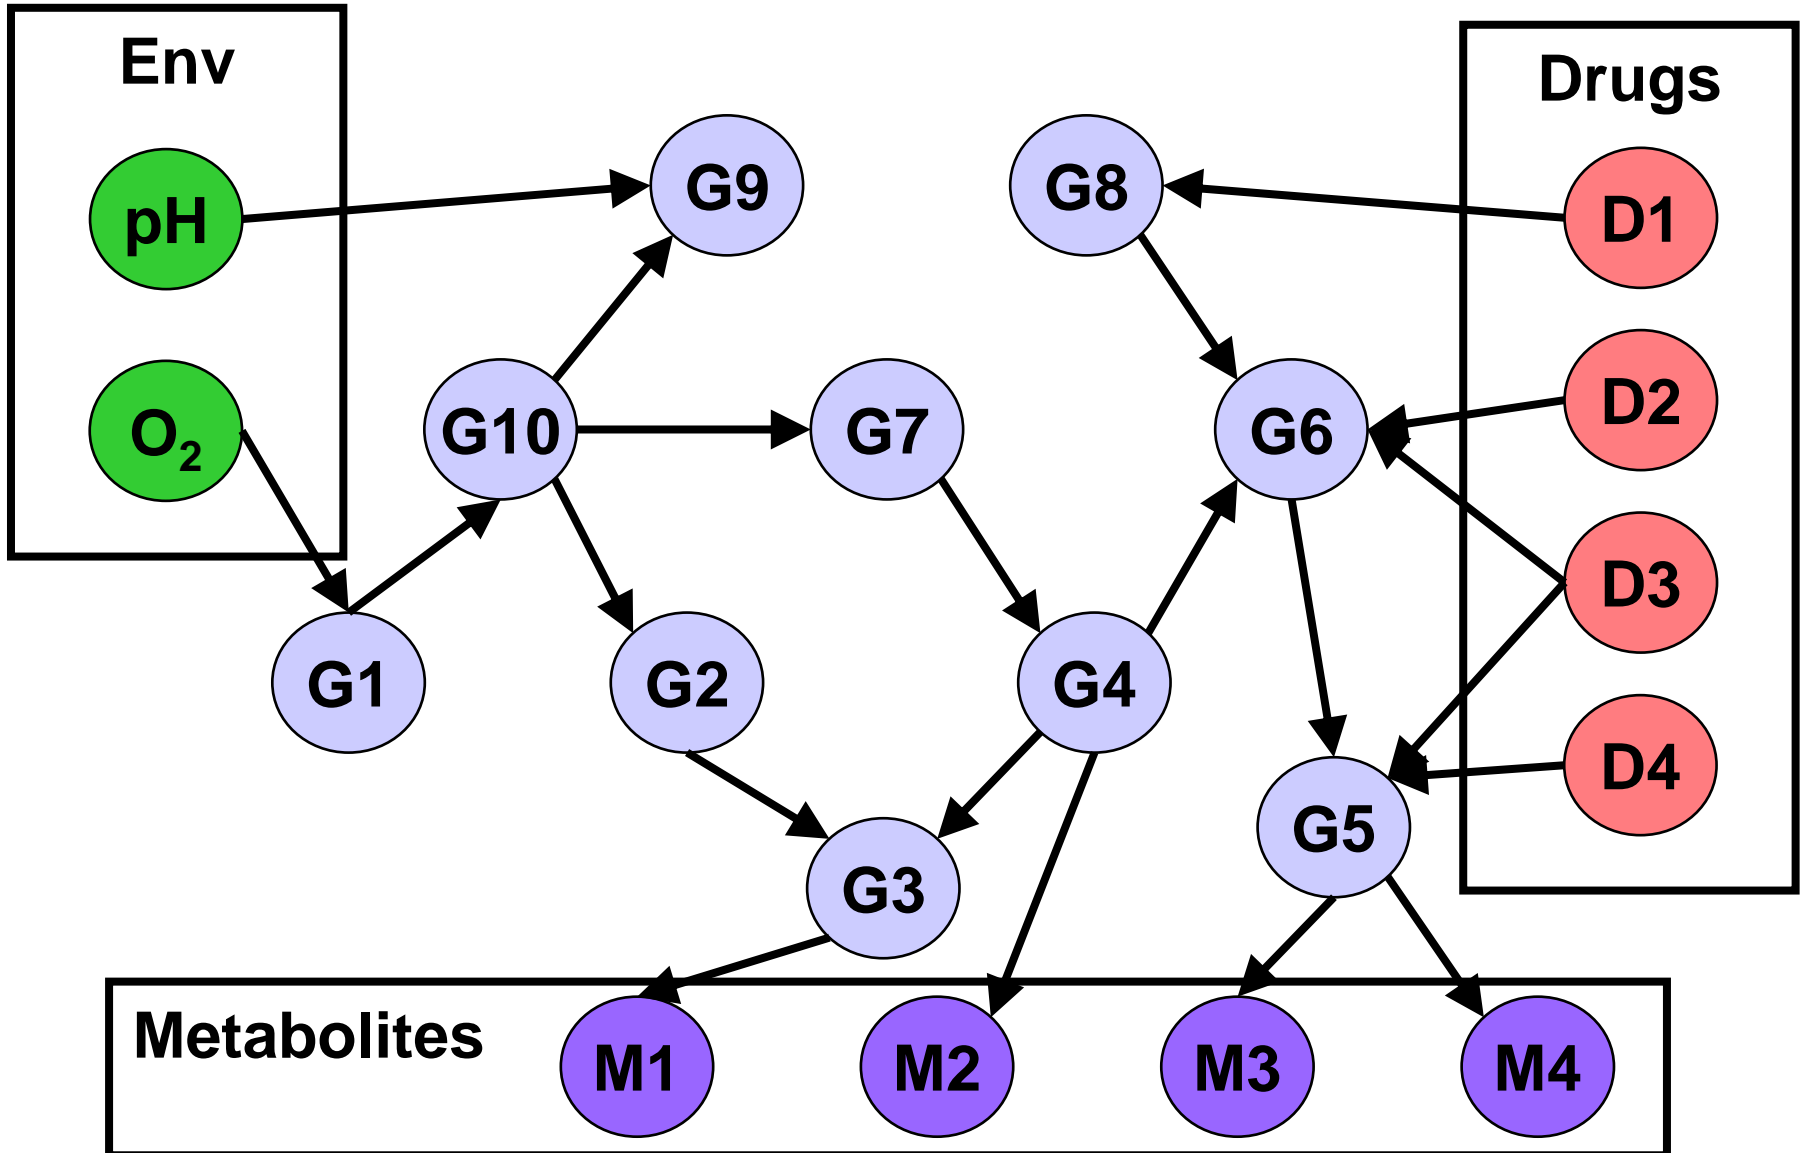 Env
Drugs
pH
G9
G8
D1
O₂
G10
G7
G6
D2
D3
G1
G2
G4
D4
G5
G3
Metabolites
M1
M2
M3
M4